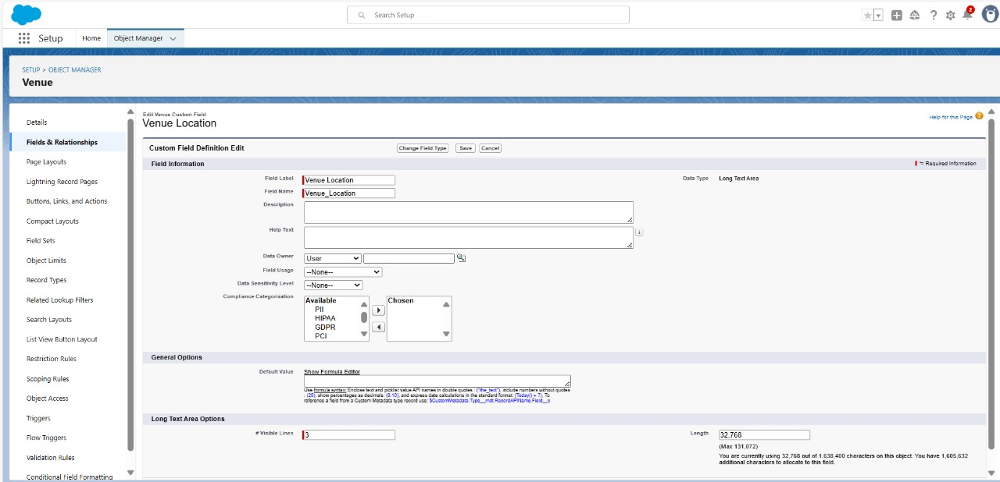 Search Setup
2
Setup
Home
Object Manager
SETUP > OBJECT MANAGER
Venue
Details
Fields & Relationships
Page Layouts
Lightning Record Pages
Buttons, Links, and Actions
Compact Layouts
Field Sets
Object Limits
Record Types
Related Lookup Filters
Search Layouts
List View Button Layout
Restriction Rules
Scoping Rules
Object Access
Triggers
Flow Triggers
Validation Rules
Conditional Field Formatting
Edit Venue Custom Field
Venue Location
Help for this Page ?
Custom Field Definition Edit
Change Field Type Save Cancel
Field Information
= Required Information
Field Label Venue Location
Data Type Long Text Area
Field Name Venue_Location
Description
Help Text
i
Data Owner User
Field Usage --None--
Data Sensitivity Level --None--
Compliance Categorization
Available
PII
HIPAA
GDPR
PCI
Chosen
General Options
Default Value Show Formula Editor
Use formula syntax: Enclose text and picklist value API names in double quotes : ("the_text"), include numbers without quotes
: (25), show percentages as decimals: (0.10), and express date calculations in the standard format: (Today() + 7), To
reference a field from a Custom Metadata type record use: $CustomMetadata.Type__mdt.RecordAPIName.Field__c
Long Text Area Options
# Visible Lines 3
Length 32,768
(Max 131,072)
You are currently using 32,768 out of 1,638,400 characters on this object. You have 1,605,632
additional characters to allocate to this field.